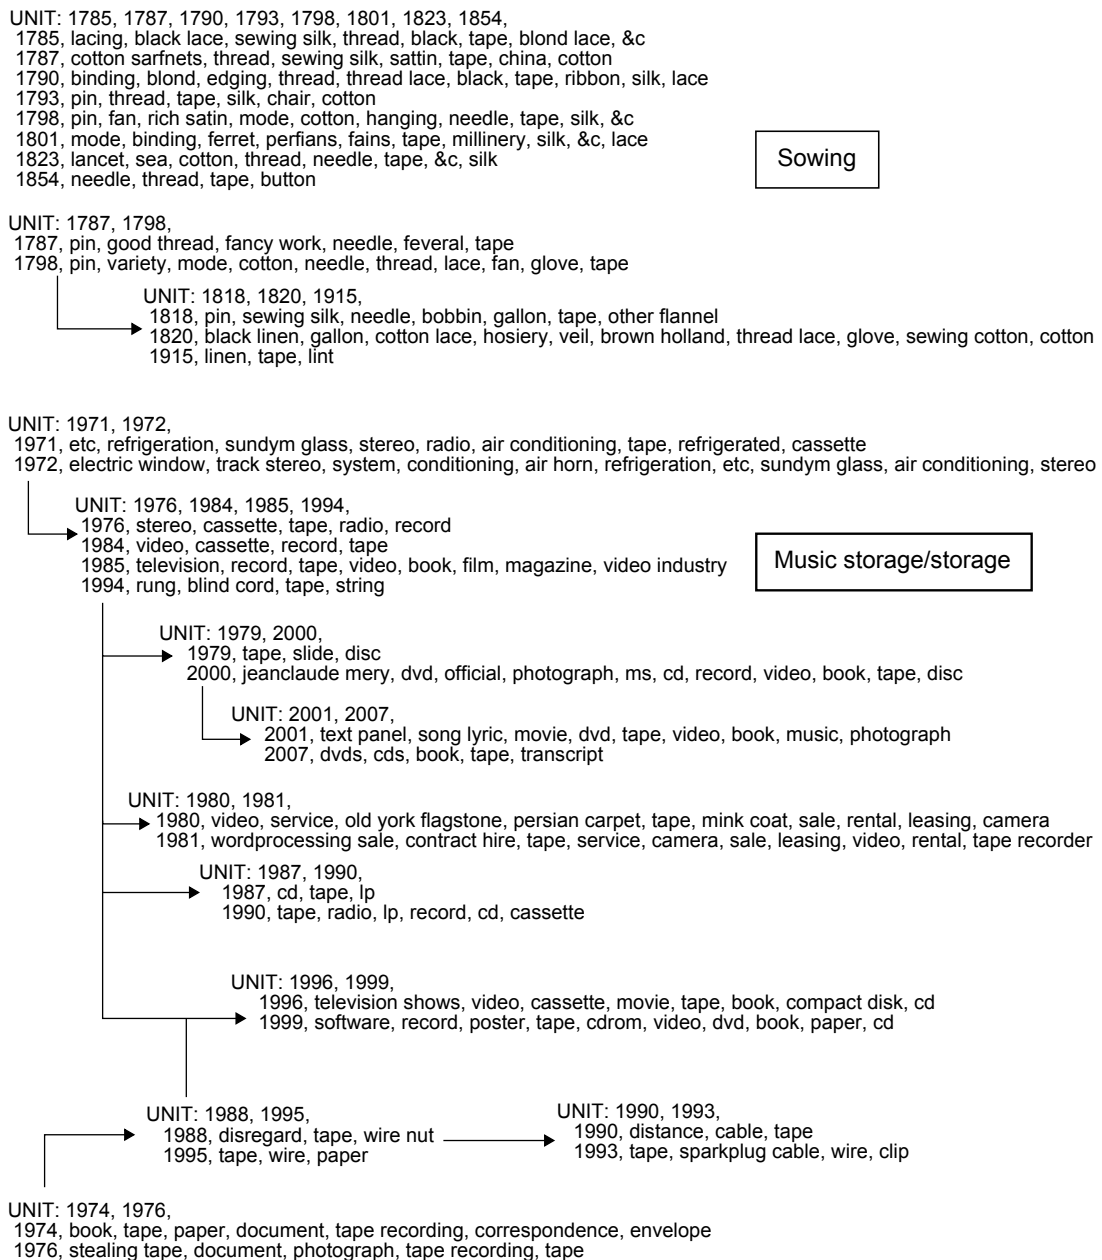 UNIT: 1785, 1787, 1790, 1793, 1798, 1801, 1823, 1854,
1785, lacing, black lace, sewing silk, thread, black, tape, blond lace, &c
1787, cotton sarfnets, thread, sewing silk, sattin, tape, china, cotton
1790, binding, blond, edging, thread, thread lace, black, tape, ribbon, silk, lace
1793, pin, thread, tape, silk, chair, cotton
1798, pin, fan, rich satin, mode, cotton, hanging, needle, tape, silk, &c
1801, mode, binding, ferret, perfians, fains, tape, millinery, silk, &c, lace
1823, lancet, sea, cotton, thread, needle, tape, &c, silk
1854, needle, thread, tape, button
Sowing
UNIT: 1787, 1798,
1787, pin, good thread, fancy work, needle, feveral, tape
1798, pin, variety, mode, cotton, needle, thread, lace, fan, glove, tape
UNIT: 1818, 1820, 1915,
1818, pin, sewing silk, needle, bobbin, gallon, tape, other flannel
1820, black linen, gallon, cotton lace, hosiery, veil, brown holland, thread lace, glove, sewing cotton, cotton
1915, linen, tape, lint
UNIT: 1971, 1972,
1971, etc, refrigeration, sundym glass, stereo, radio, air conditioning, tape, refrigerated, cassette
1972, electric window, track stereo, system, conditioning, air horn, refrigeration, etc, sundym glass, air conditioning, stereo
UNIT: 1976, 1984, 1985, 1994,
1976, stereo, cassette, tape, radio, record
1984, video, cassette, record, tape
1985, television, record, tape, video, book, film, magazine, video industry
1994, rung, blind cord, tape, string
Music storage/storage
UNIT: 1979, 2000,
1979, tape, slide, disc
2000, jeanclaude mery, dvd, official, photograph, ms, cd, record, video, book, tape, disc
UNIT: 2001, 2007,
2001, text panel, song lyric, movie, dvd, tape, video, book, music, photograph
2007, dvds, cds, book, tape, transcript
UNIT: 1980, 1981,
1980, video, service, old york flagstone, persian carpet, tape, mink coat, sale, rental, leasing, camera
1981, wordprocessing sale, contract hire, tape, service, camera, sale, leasing, video, rental, tape recorder
UNIT: 1987, 1990,
1987, cd, tape, lp
1990, tape, radio, lp, record, cd, cassette
UNIT: 1996, 1999,
1996, television shows, video, cassette, movie, tape, book, compact disk, cd
1999, software, record, poster, tape, cdrom, video, dvd, book, paper, cd
UNIT: 1988, 1995,
1988, disregard, tape, wire nut
1995, tape, wire, paper
UNIT: 1990, 1993,
1990, distance, cable, tape
1993, tape, sparkplug cable, wire, clip
UNIT: 1974, 1976,
1974, book, tape, paper, document, tape recording, correspondence, envelope
1976, stealing tape, document, photograph, tape recording, tape